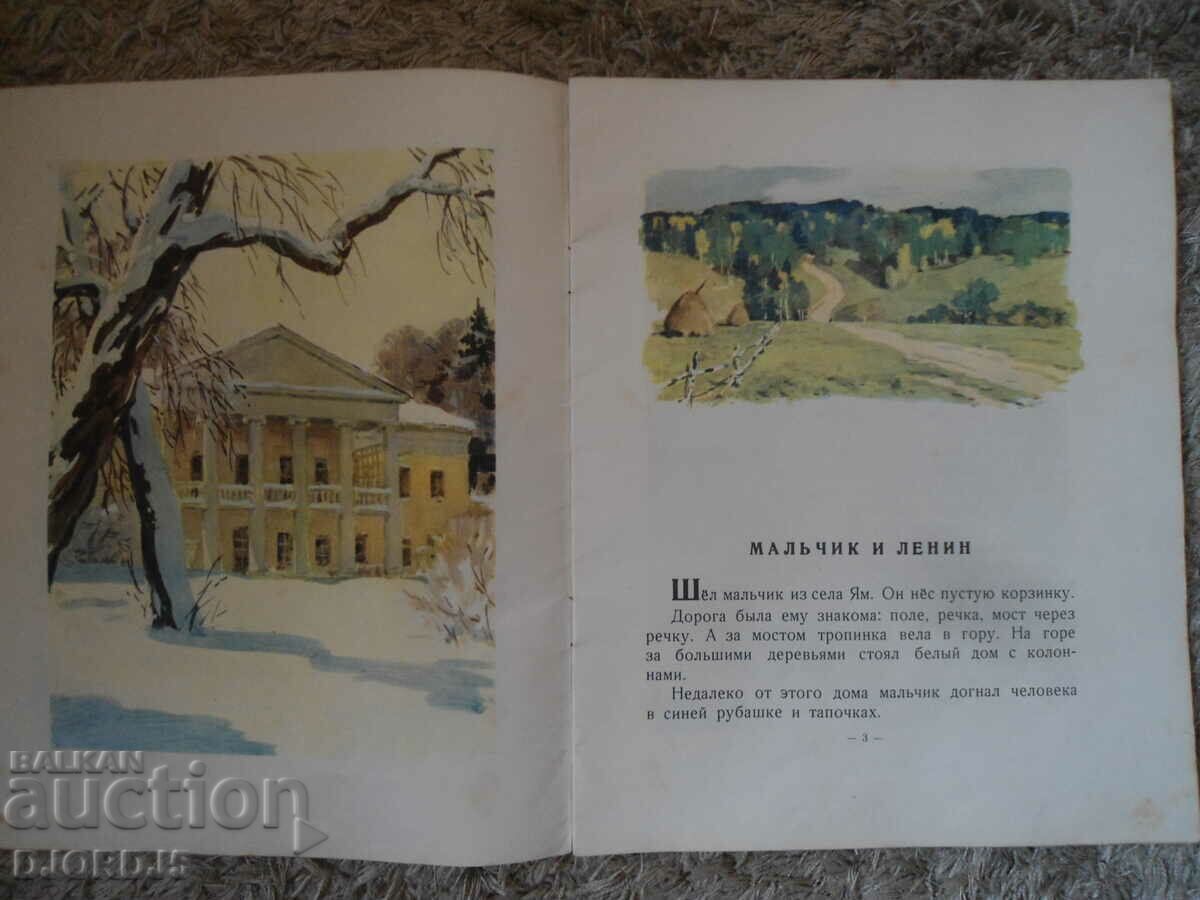 МАЛЬЧИК И ЛЕНИН
Шёл мальчик из села Ям. Он нёс пустую корзинку.
Дорога была ему знакома: поле, речка, мост через
речку. А за мостом тропинка вела в гору. На горе
за большими деревьями стоял белый дом с колон-
нами.
Недалеко от этого дома мальчик догнал человека
в синей рубашке и тапочках.
— 3 —
BALKAN
auction
DJORDJ5